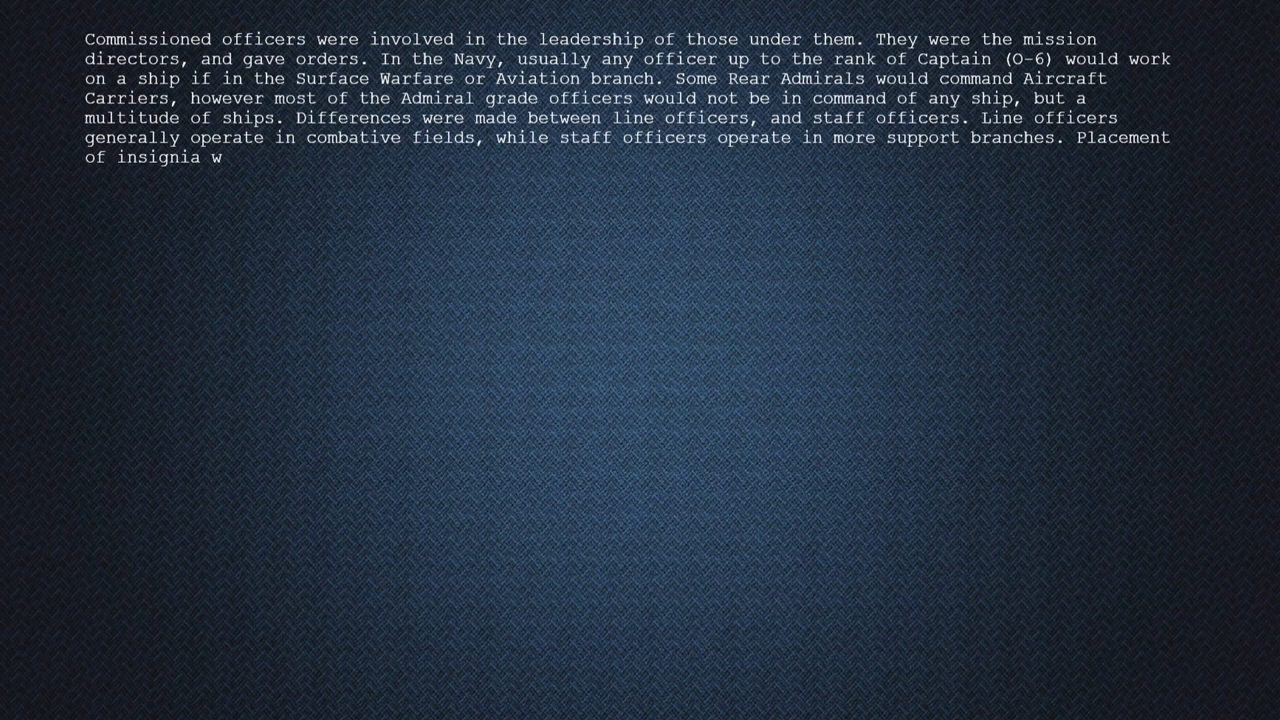 Commissioned officers were involved in the leadership of those under them. They were the mission
directors, and gave orders. In the Navy, usually any officer up to the rank of Captain (O-6) would work
on a ship if in the Surface Warfare or Aviation branch. Some Rear Admirals would command Aircraft
Carriers, however most of the Admiral grade officers would not be in command of any ship, but a
multitude of ships. Differences were made between line officers, and staff officers. Line officers
generally operate in combative fields, while staff officers operate in more support branches. Placement
of insignia w